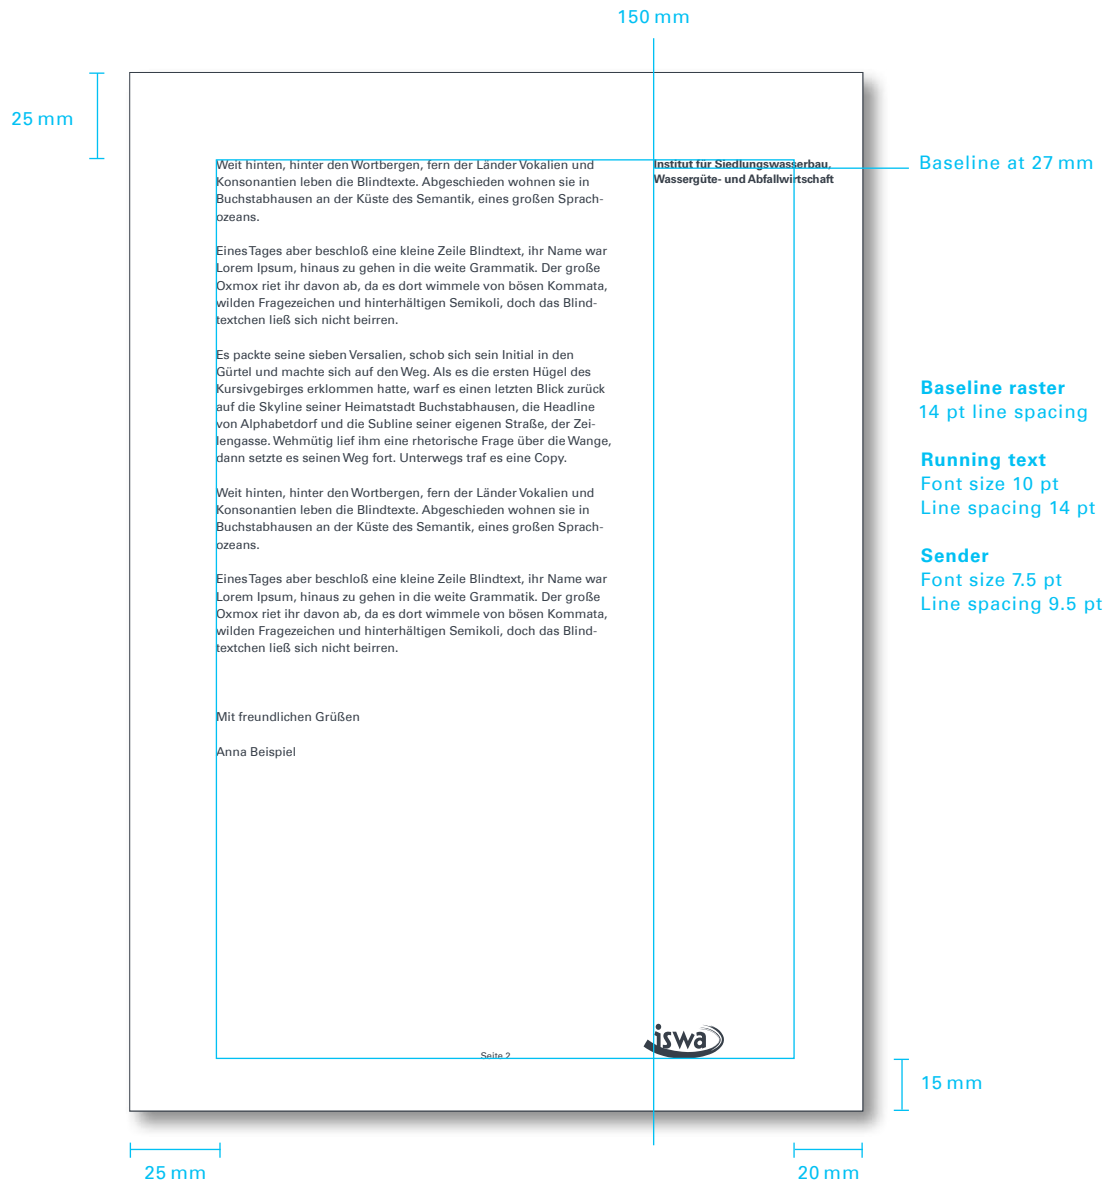 150 mm
25 mm
Weit hinten, hinter den Wortbergen, fern der Länder Vokalien und
Konsonantien leben die Blindtexte. Abgeschieden wohnen sie in
Buchstabhausen an der Küste des Semantik, eines großen Sprach-
ozeans.
Eines Tages aber beschloß eine kleine Zeile Blindtext, ihr Name war
Lorem Ipsum, hinaus zu gehen in die weite Grammatik. Der große
Oxmox riet ihr davon ab, da es dort wimmele von bösen Kommata,
wilden Fragezeichen und hinterhältigen Semikoli, doch das Blind-
textchen ließ sich nicht beirren.
Es packte seine sieben Versalien, schob sich sein Initial in den
Gürtel und machte sich auf den Weg. Als es die ersten Hügel des
Kursivgebirges erklommen hatte, warf es einen letzten Blick zurück
auf die Skyline seiner Heimatstadt Buchstabhausen, die Headline
von Alphabetdorf und die Subline seiner eigenen Straße, der Zei-
lengasse. Wehmütig lief ihm eine rhetorische Frage über die Wange,
dann setzte es seinen Weg fort. Unterwegs traf es eine Copy.
Weit hinten, hinter den Wortbergen, fern der Länder Vokalien und
Konsonantien leben die Blindtexte. Abgeschieden wohnen sie in
Buchstabhausen an der Küste des Semantik, eines großen Sprach-
ozeans.
Eines Tages aber beschloß eine kleine Zeile Blindtext, ihr Name war
Lorem Ipsum, hinaus zu gehen in die weite Grammatik. Der große
Oxmox riet ihr davon ab, da es dort wimmele von bösen Kommata,
wilden Fragezeichen und hinterhältigen Semikoli, doch das Blind-
textchen ließ sich nicht beirren.
Mit freundlichen Grüßen
Anna Beispiel
Institut für Siedlungswasserbau,
Wassergüte- und Abfallwirtschaft
Baseline at 27 mm
Baseline raster
14 pt line spacing
Running text
Font size 10 pt
Line spacing 14 pt
Sender
Font size 7.5 pt
Line spacing 9.5 pt
Seite 2
iswa
15 mm
25 mm
20 mm